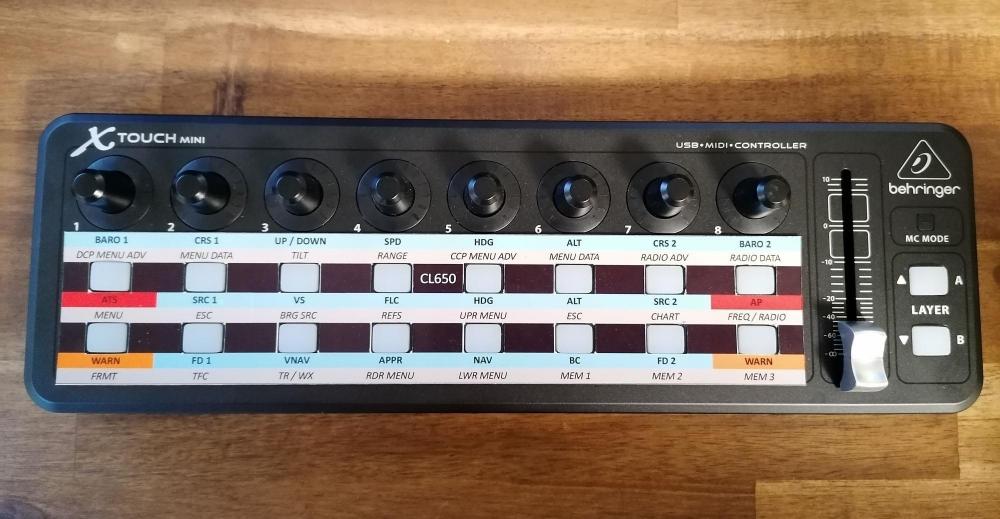 X TOUCH MINI
USB•MIDI•CONTROLLER
behringer
1 2 3 4 5 6 7 8
BARO 1 CRS 1 UP / DOWN SPD HDG ALT CRS 2 BARO 2
DCP MENU ADV MENU DATA TILT RANGE CCP MENU ADV MENU DATA RADIO ADV RADIO DATA
CL650
ATS SRC 1 VS FLC HDG ALT SRC 2 AP
MENU ESC BRG SRC REFS UPR MENU ESC CHART FREQ / RADIO
WARN FD 1 VNAV APPR NAV BC FD 2 WARN
FRMT TFC TR / WX RDR MENU LWR MENU MEM 1 MEM 2 MEM 3
10
0
-10
-20
-30
-40
-60
MC MODE
A
LAYER
B